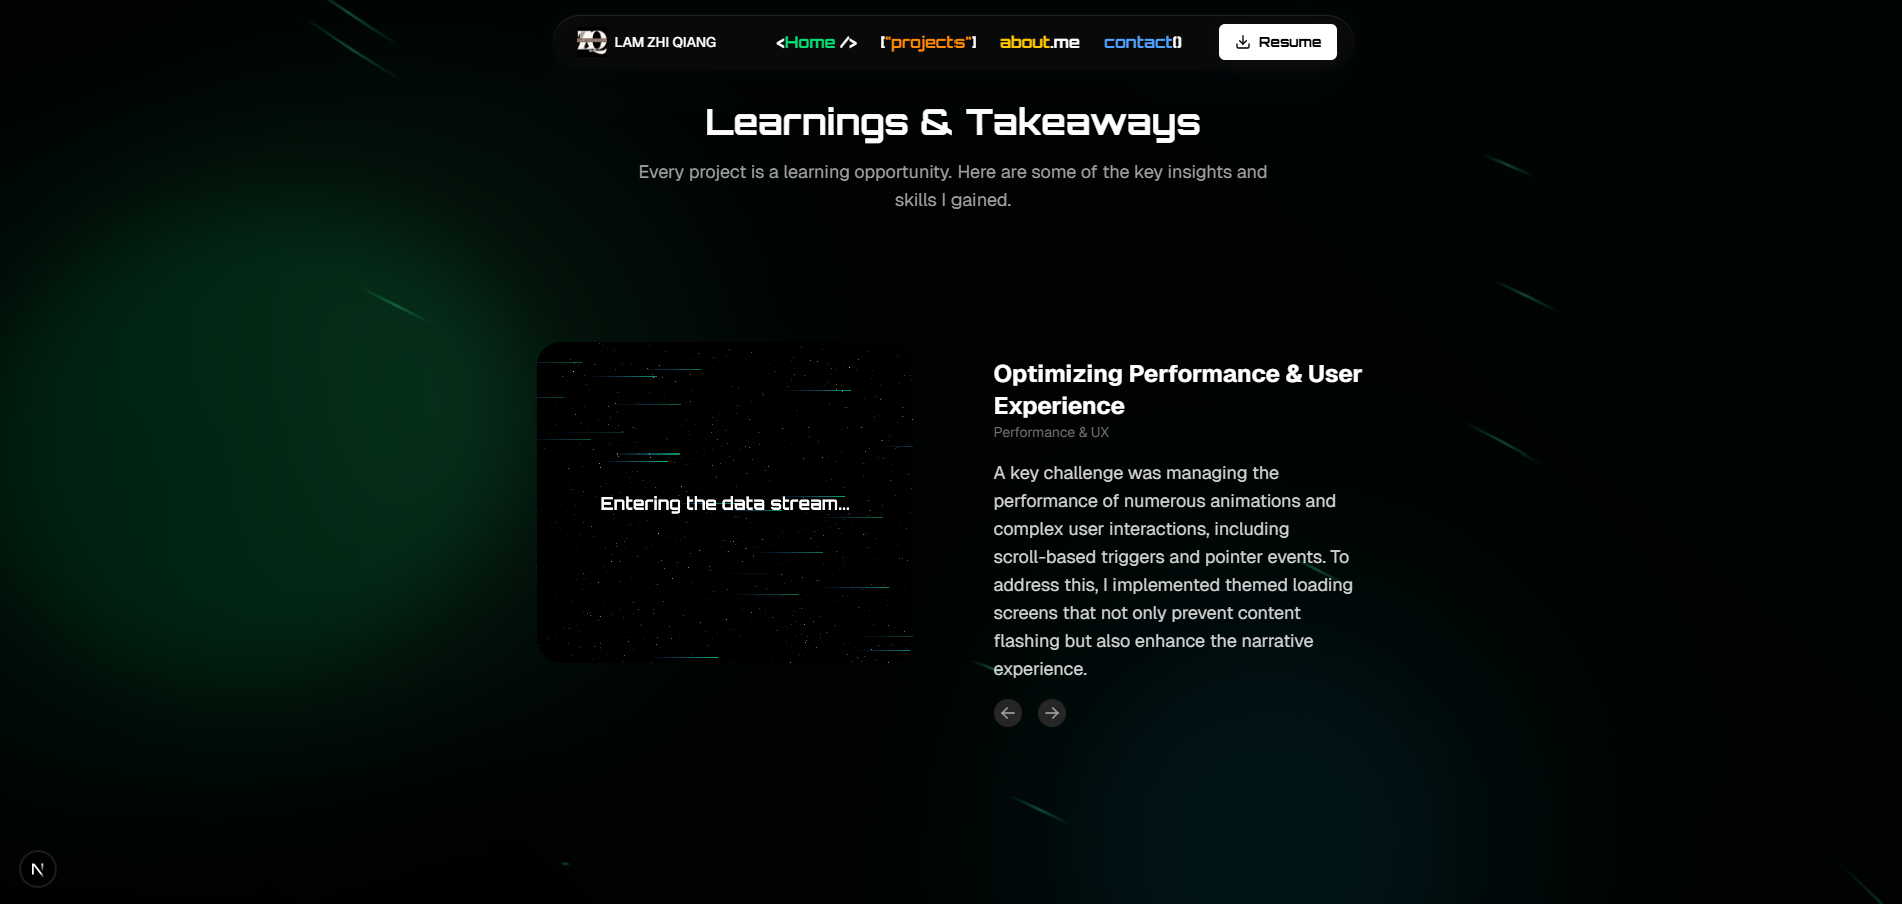 ZQ LAM ZHI QIANG <Home /> ["projects"] about.me contact() Resume
Learnings & Takeaways
Every project is a learning opportunity. Here are some of the key insights and
skills I gained.
Entering the data stream...
Optimizing Performance & User
Experience
Performance & UX
A key challenge was managing the
performance of numerous animations and
complex user interactions, including
scroll-based triggers and pointer events. To
address this, I implemented themed loading
screens that not only prevent content
flashing but also enhance the narrative
experience.
N